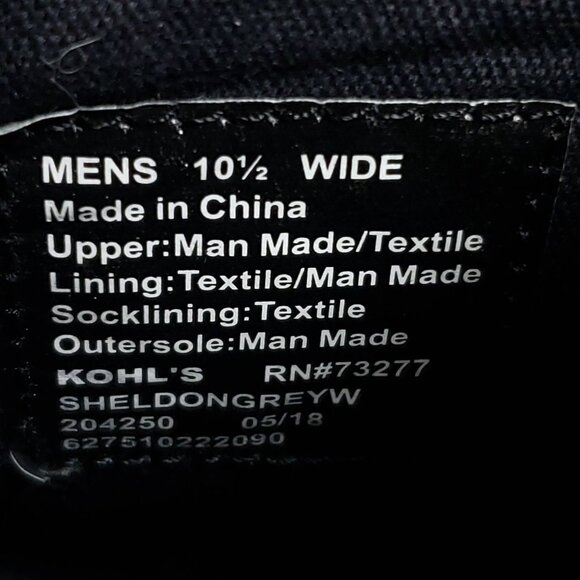 MENS 10½ WIDE
Made in China
Upper:Man Made/Textile
Lining:Textile/Man Made
Socklining:Textile
Outersole:Man Made
KOHL'S RN#73277
SHELDONGREYW
204250 05/18
627510222090